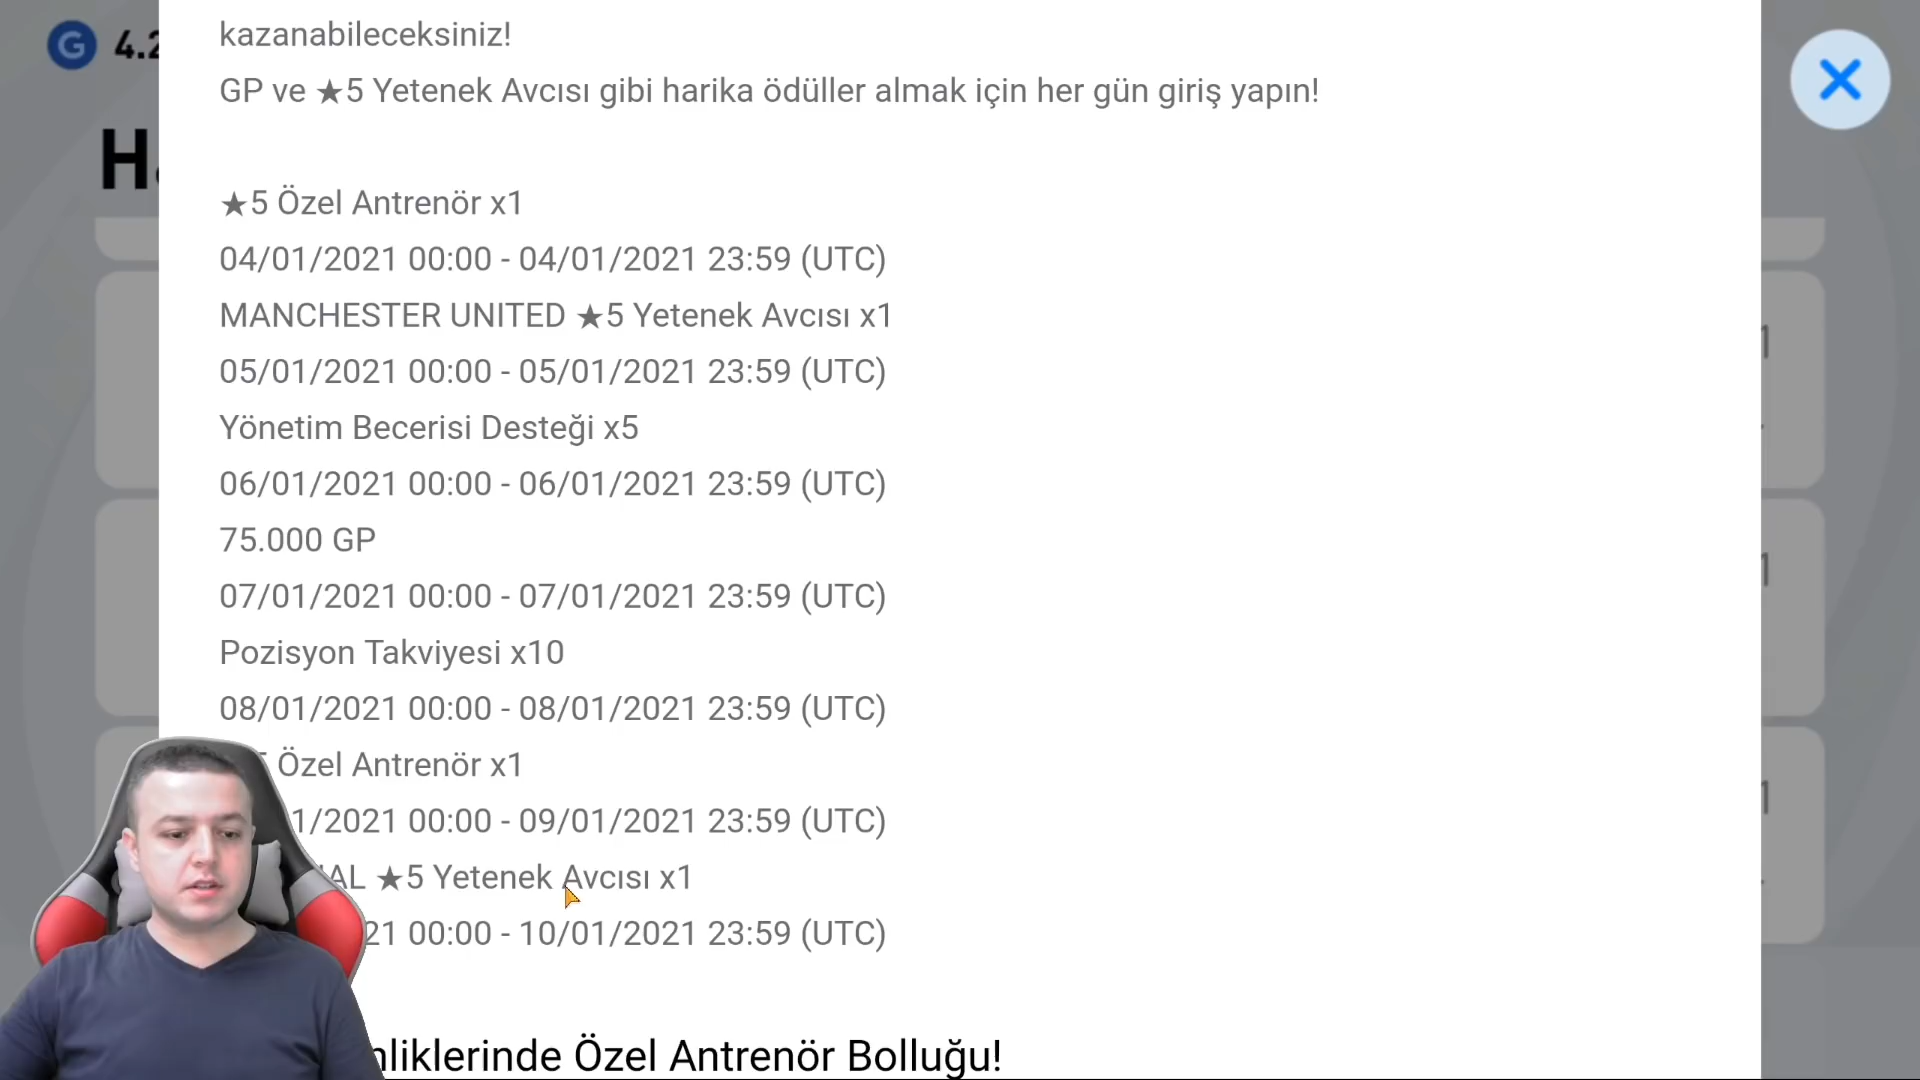 G 4.2
kazanabileceksiniz!
GP ve ★5 Yetenek Avcısı gibi harika ödüller almak için her gün giriş yapın!
★5 Özel Antrenör x1
04/01/2021 00:00 - 04/01/2021 23:59 (UTC)
MANCHESTER UNITED ★5 Yetenek Avcısı x1
05/01/2021 00:00 - 05/01/2021 23:59 (UTC)
Yönetim Becerisi Desteği x5
06/01/2021 00:00 - 06/01/2021 23:59 (UTC)
75.000 GP
07/01/2021 00:00 - 07/01/2021 23:59 (UTC)
Pozisyon Takviyesi x10
08/01/2021 00:00 - 08/01/2021 23:59 (UTC)
Özel Antrenör x1
1/2021 00:00 - 09/01/2021 23:59 (UTC)
AL ★5 Yetenek Avcısı x1
21 00:00 - 10/01/2021 23:59 (UTC)
nliklerinde Özel Antrenör Bolluğu!